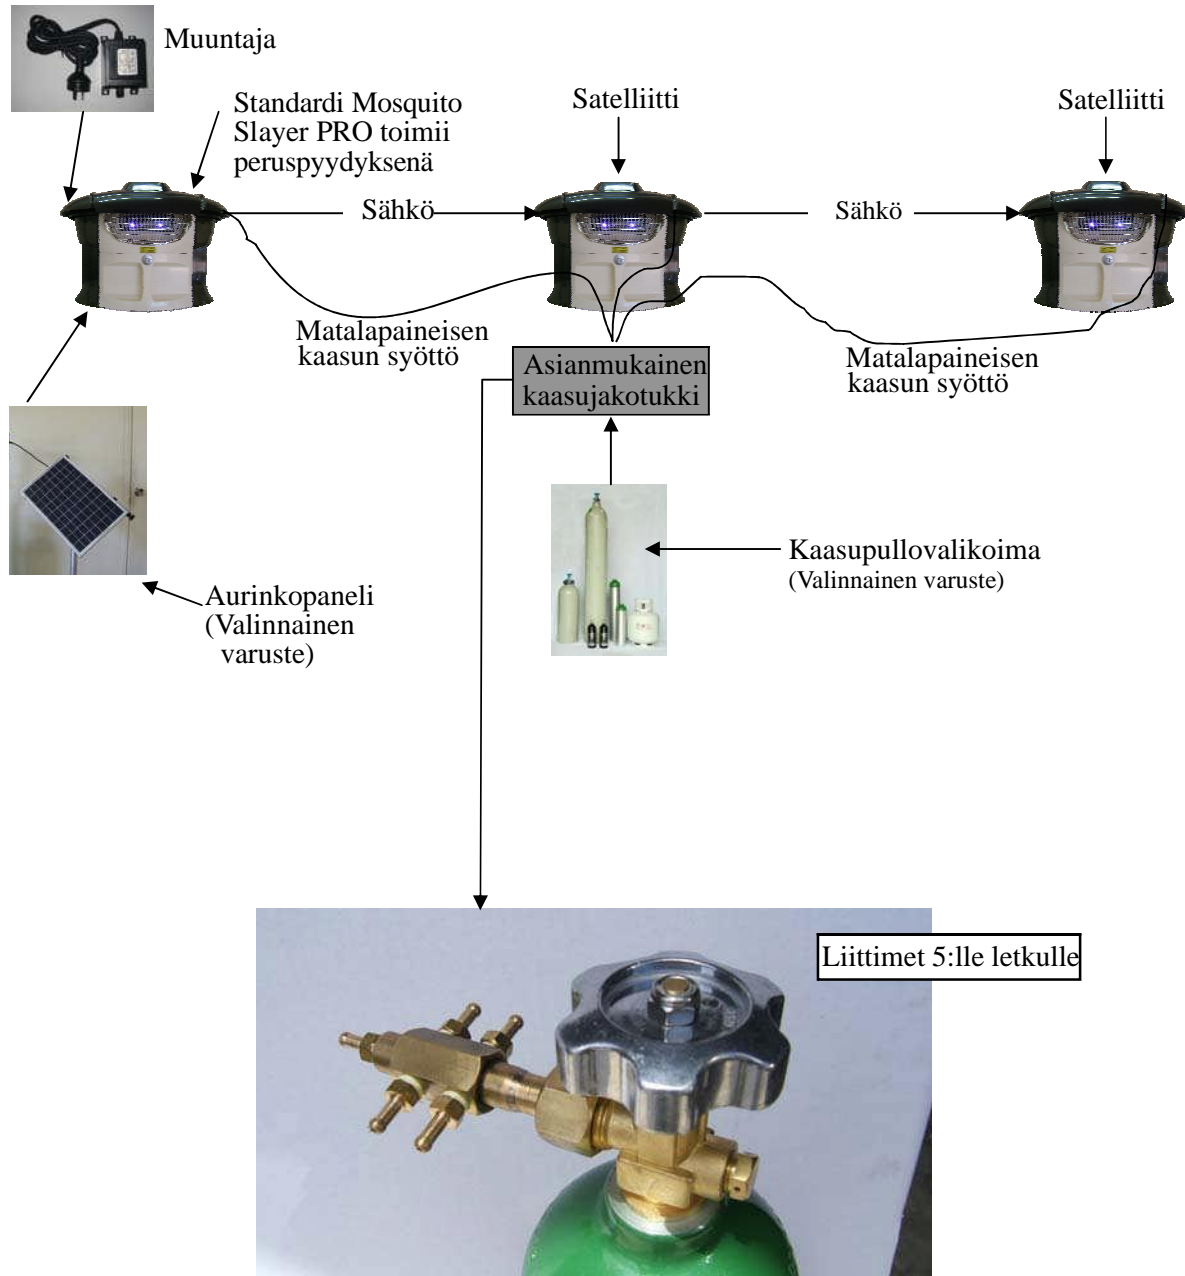 Muuntaja
Standardi Mosquito
Slayer PRO toimii
peruspyydyksenä
Satelliitti
Satelliitti
Sähkö
Sähkö
Matalapaineisen
kaasun syöttö
Asianmukainen
kaasujakotukki
Matalapaineisen
kaasun syöttö
Kaasupullovalikoima
(Valinnainen varuste)
Aurinkopaneli
(Valinnainen
varuste)
Liittimet 5:lle letkulle